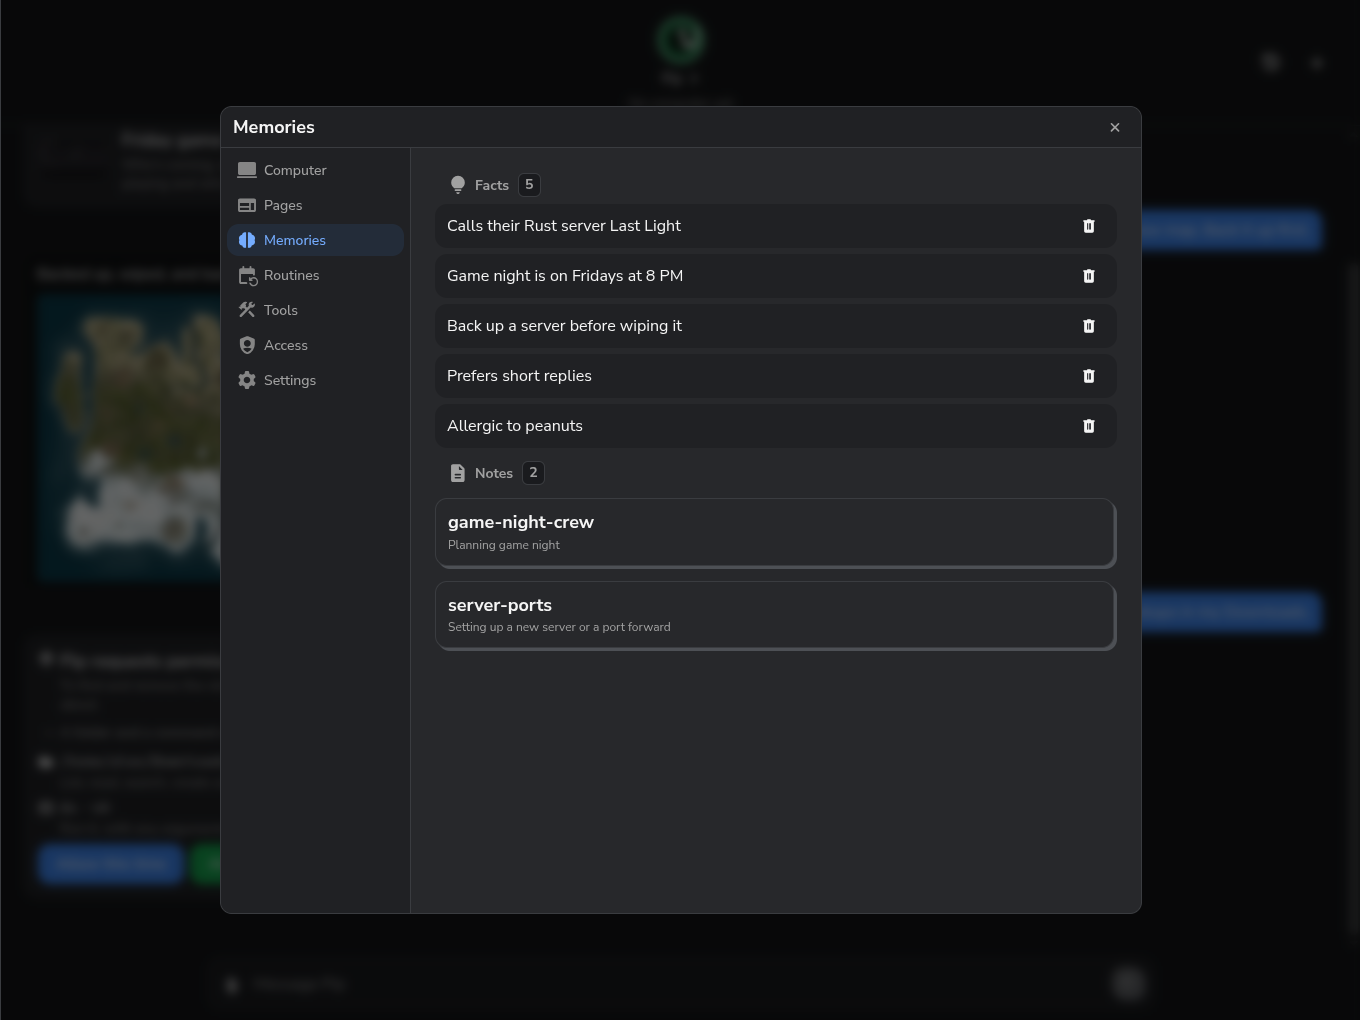 Memories
Computer
Pages
Memories
Routines
Tools
Access
Settings
Facts 5
Calls their Rust server Last Light
Game night is on Fridays at 8 PM
Back up a server before wiping it
Prefers short replies
Allergic to peanuts
Notes 2
game-night-crew
Planning game night
server-ports
Setting up a new server or a port forward